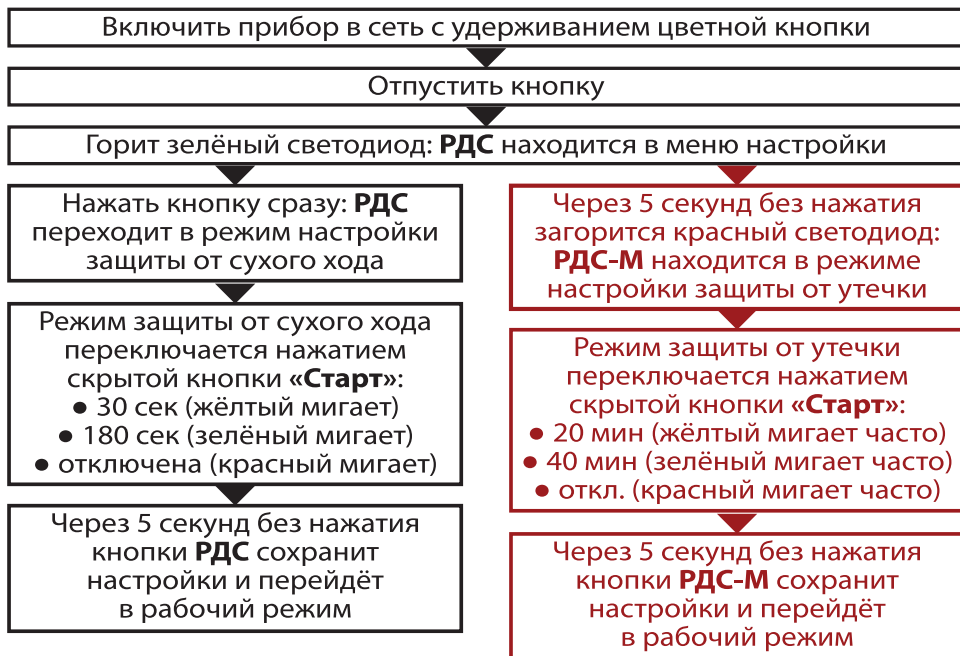 Включить прибор в сеть с удерживанием цветной кнопки
Отпустить кнопку
Горит зелёный светодиод: РДС находится в меню настройки
Нажать кнопку сразу: РДС
переходит в режим настройки
защиты от сухого хода
Режим защиты от сухого хода
переключается нажатием
скрытой кнопки «Старт»:
● 30 сек (жёлтый мигает)
● 180 сек (зелёный мигает)
● отключена (красный мигает)
Через 5 секунд без нажатия
кнопки РДС сохранит
настройки и перейдёт
в рабочий режим
Через 5 секунд без нажатия
загорится красный светодиод:
РДС-М находится в режиме
настройки защиты от утечки
Режим защиты от утечки
переключается нажатием
скрытой кнопки «Старт»:
● 20 мин (жёлтый мигает часто)
● 40 мин (зелёный мигает часто)
● откл. (красный мигает часто)
Через 5 секунд без нажатия
кнопки РДС-М сохранит
настройки и перейдёт
в рабочий режим